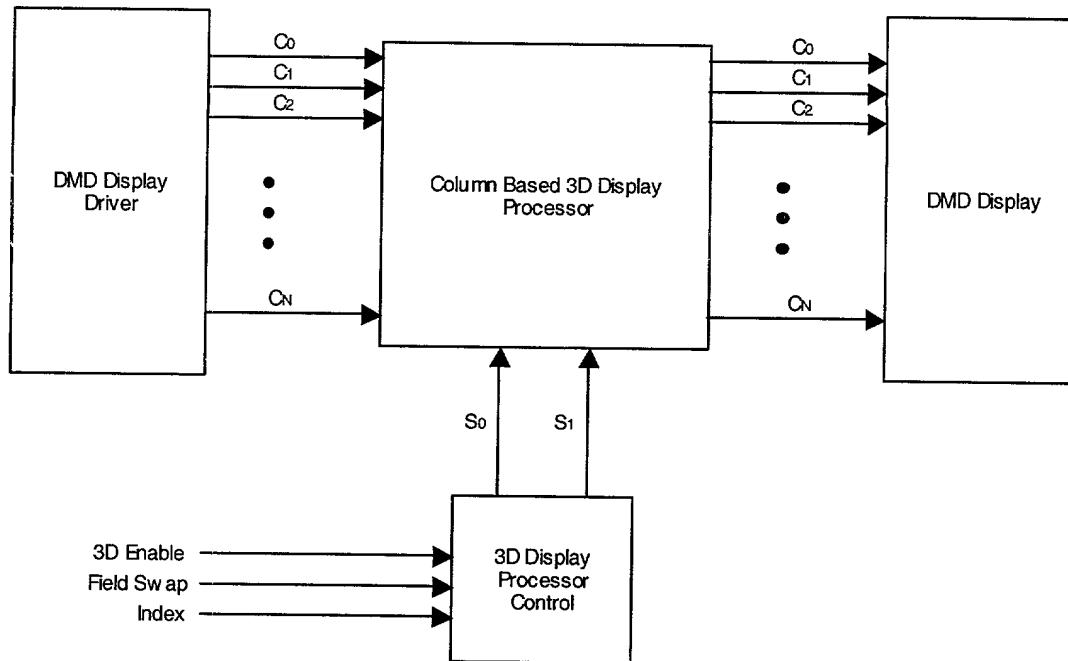 C0
C1
C2
CN
DMD Display
Driver
Column Based 3D Display
Processor
C0
C1
C2
CN
DMD Display
S0
S1
3D Enable
Field Swap
Index
3D Display
Processor
Control